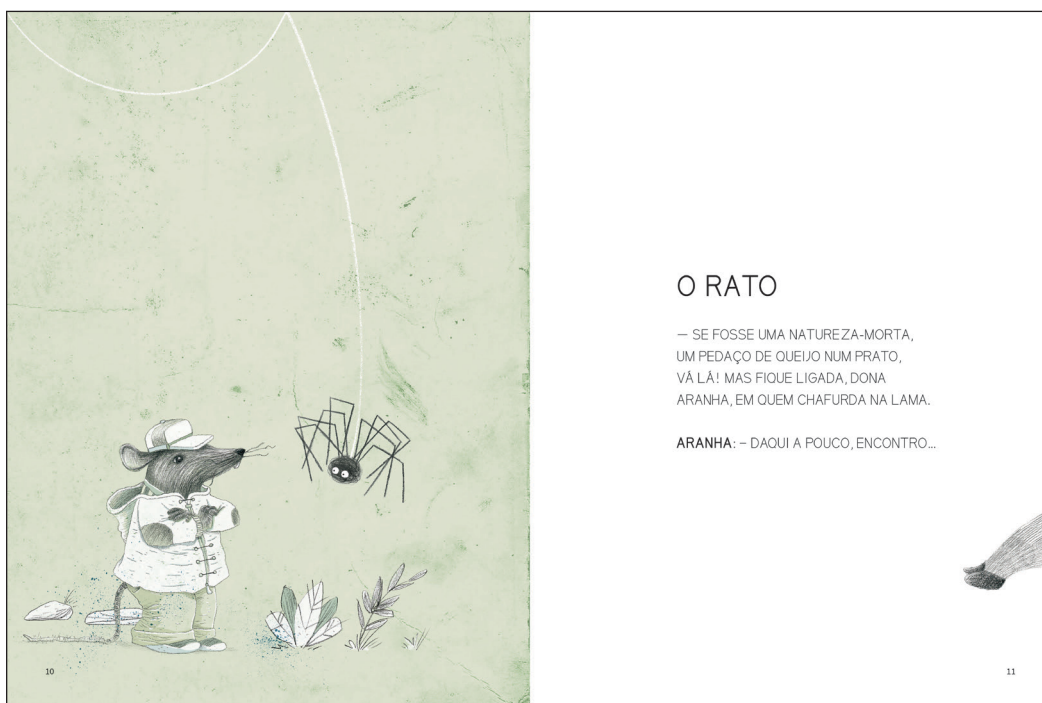 O RATO
— SE FOSSE UMA NATUREZA-MORTA,
UM PEDAÇO DE QUEIJO NUM PRATO,
VÁ LÁ! MAS FIQUE LIGADA, DONA
ARANHA, EM QUEM CHAFURDA NA LAMA.
ARANHA: – DAQUI A POUCO, ENCONTRO...
10
11